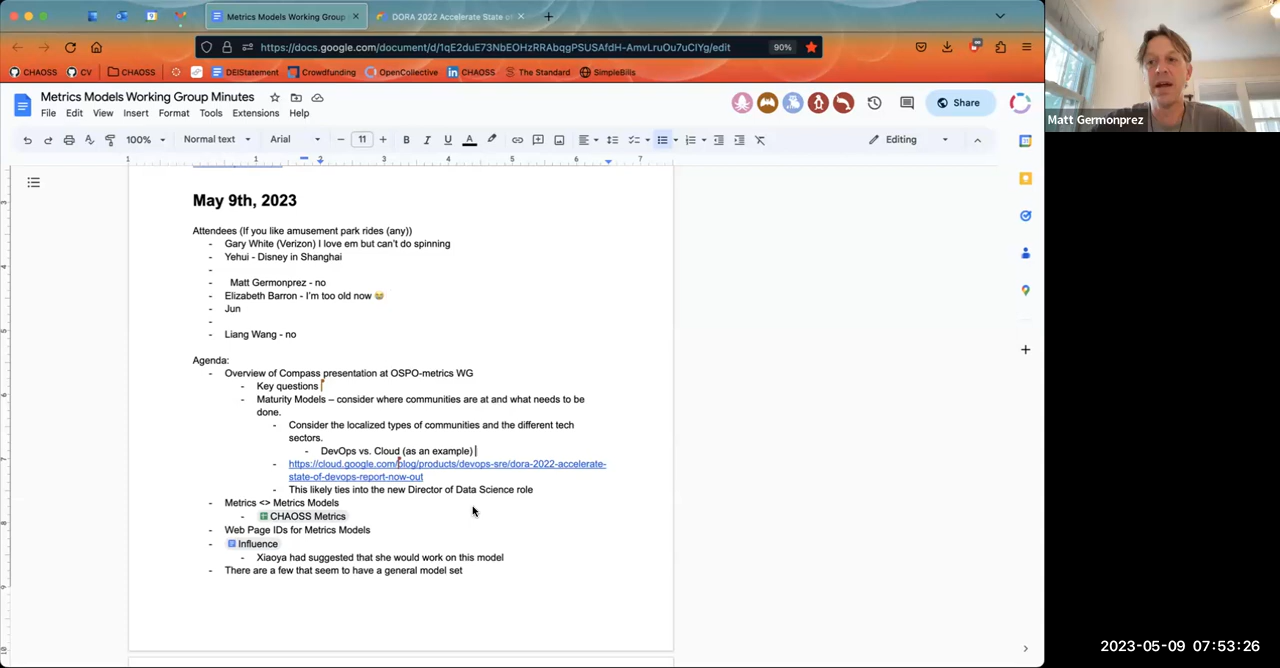 Metrics Models Working Group
DORA 2022 Accelerate State of
https://docs.google.com/document/d/1qE2duE73NbEOHzRRAbqgPSUSAfdH-AmvLruOu7uCIYg/edit
90%
CHAOSS
CV
CHAOSS
DEIStatement
Crowdfunding
OpenCollective
CHAOSS
The Standard
SimpleBills
Metrics Models Working Group Minutes
File Edit View Insert Format Tools Extensions Help
Share
100%
Normal text
Arial
11
Editing
1 1 2 3 4 5 6 7
May 9th, 2023
Attendees (If you like amusement park rides (any))
- Gary White (Verizon) I love em but can't do spinning
- Yehui - Disney in Shanghai
-
- Matt Germonprez - no
- Elizabeth Barron - I'm too old now 😭
- Jun
-
- Liang Wang - no
Agenda:
- Overview of Compass presentation at OSPO-metrics WG
- Key questions
- Maturity Models – consider where communities are at and what needs to be
done.
- Consider the localized types of communities and the different tech
sectors.
- DevOps vs. Cloud (as an example)
- https://cloud.google.com/blog/products/devops-sre/dora-2022-accelerate-
state-of-devops-report-now-out
- This likely ties into the new Director of Data Science role
- Metrics <> Metrics Models
- CHAOSS Metrics
- Web Page IDs for Metrics Models
- Influence
- Xiaoya had suggested that she would work on this model
- There are a few that seem to have a general model set
Matt Germonprez
2023-05-09 07:53:26